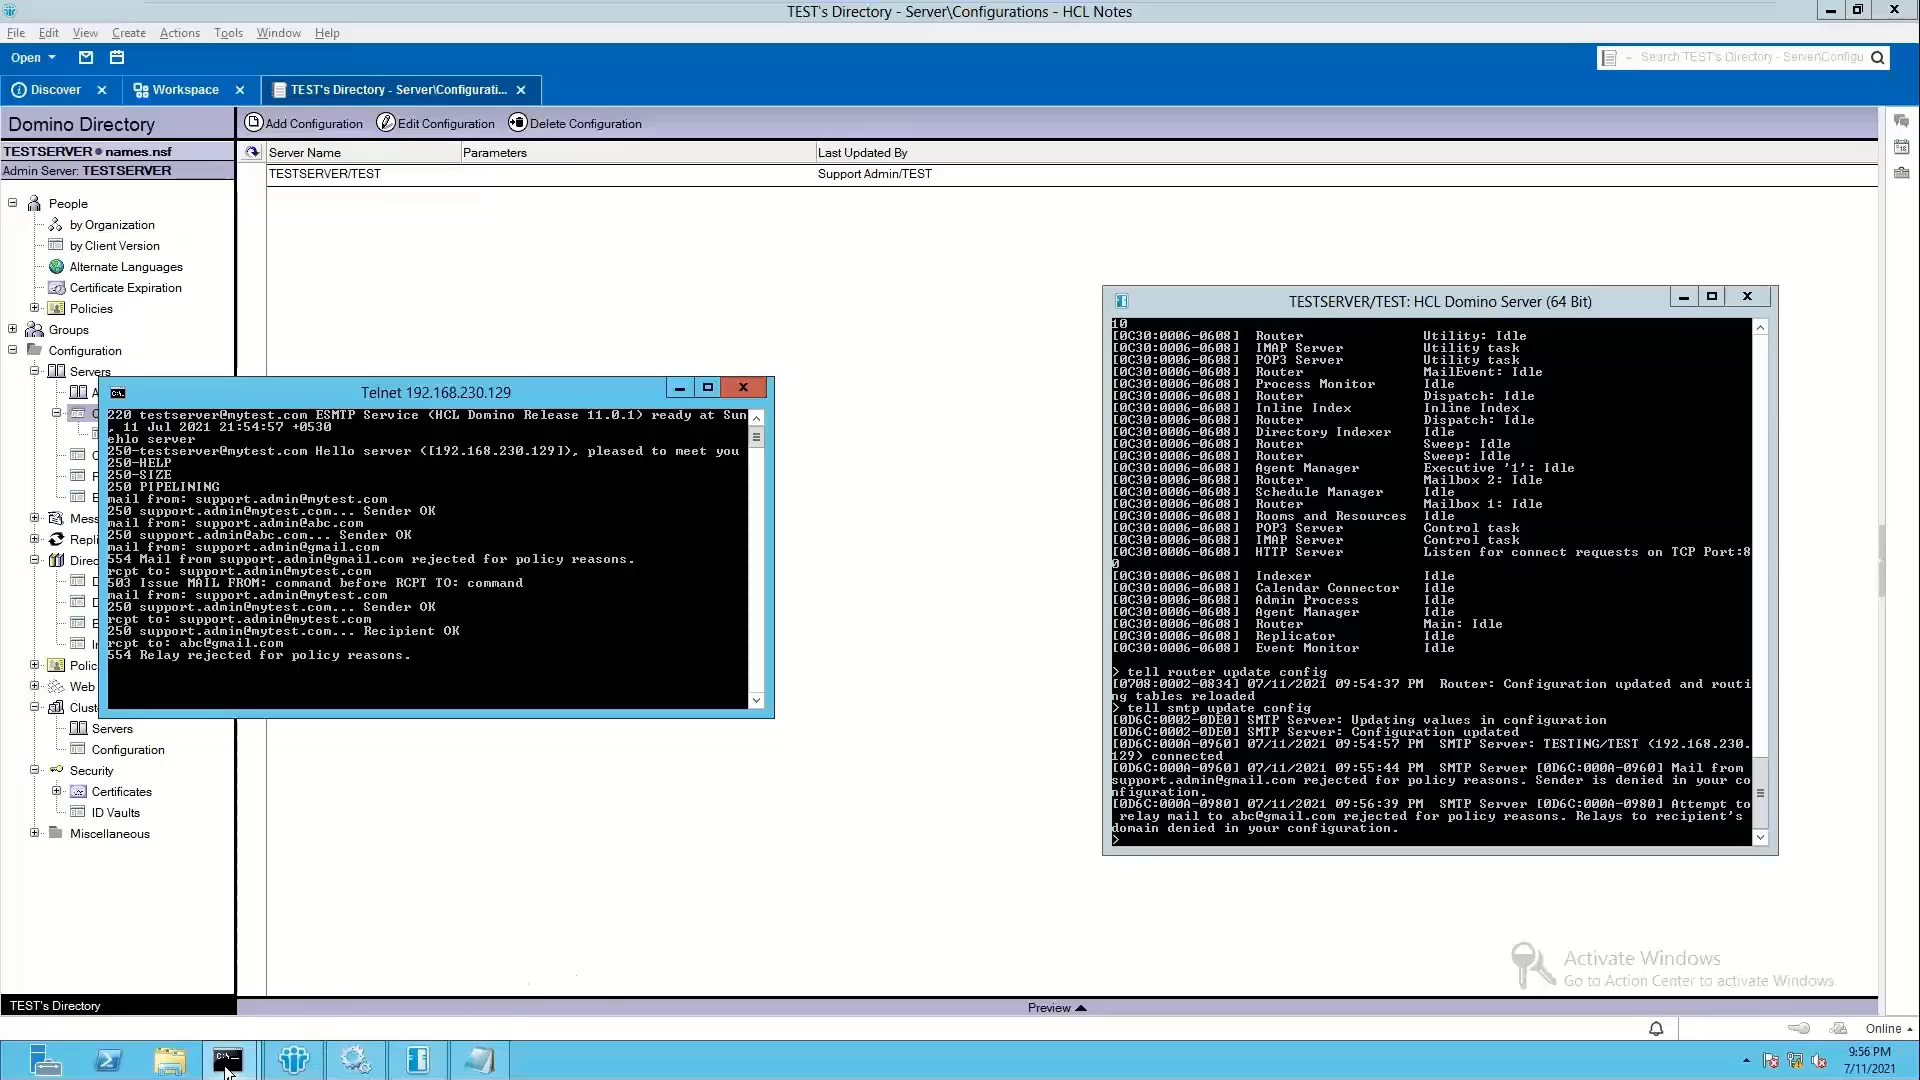 TEST's Directory - Server\Configurations - HCL Notes
File Edit View Create Actions Tools Window Help
Open
Search TEST's Directory - Server\Configu
Discover
Workspace
TEST's Directory - Server\Configurati...
Domino Directory
Add Configuration Edit Configuration Delete Configuration
TESTSERVER names.nsf
Admin Server: TESTSERVER
Server Name Parameters Last Updated By
TESTSERVER/TEST Support Admin/TEST
People
by Organization
by Client Version
Alternate Languages
Certificate Expiration
Policies
Groups
Configuration
Servers
Mess
Repli
Direc
Polic
Web
Clust
Servers
Configuration
Security
Certificates
ID Vaults
Miscellaneous
Telnet 192.168.230.129
220 testserver@mytest.com ESMTP Service (HCL Domino Release 11.0.1) ready at Sun
, 11 Jul 2021 21:54:57 +0530
ehlo server
250-testserver@mytest.com Hello server ([192.168.230.129]), pleased to meet you
250-HELP
250-SIZE
250 PIPELINING
mail from: support.admin@mytest.com
250 support.admin@mytest.com... Sender OK
mail from: support.admin@abc.com
250 support.admin@abc.com... Sender OK
mail from: support.admin@gmail.com
554 Mail from support.admin@gmail.com rejected for policy reasons.
rcpt to: support.admin@mytest.com
503 Issue MAIL FROM: command before RCPT TO: command
mail from: support.admin@mytest.com
250 support.admin@mytest.com... Sender OK
rcpt to: support.admin@mytest.com
250 support.admin@mytest.com... Recipient OK
rcpt to: abc@gmail.com
554 Relay rejected for policy reasons.
TESTSERVER/TEST: HCL Domino Server (64 Bit)
10
[0C30:0006-0608] Router Utility: Idle
[0C30:0006-0608] IMAP Server Utility task
[0C30:0006-0608] POP3 Server Utility task
[0C30:0006-0608] Router MailEvent: Idle
[0C30:0006-0608] Process Monitor Idle
[0C30:0006-0608] Router Dispatch: Idle
[0C30:0006-0608] Inline Index Inline Index
[0C30:0006-0608] Router Dispatch: Idle
[0C30:0006-0608] Directory Indexer Idle
[0C30:0006-0608] Router Sweep: Idle
[0C30:0006-0608] Router Sweep: Idle
[0C30:0006-0608] Agent Manager Executive '1': Idle
[0C30:0006-0608] Router Mailbox 2: Idle
[0C30:0006-0608] Schedule Manager Idle
[0C30:0006-0608] Router Mailbox 1: Idle
[0C30:0006-0608] Rooms and Resources Idle
[0C30:0006-0608] POP3 Server Control task
[0C30:0006-0608] IMAP Server Control task
[0C30:0006-0608] HTTP Server Listen for connect requests on TCP Port:8
0
[0C30:0006-0608] Indexer Idle
[0C30:0006-0608] Calendar Connector Idle
[0C30:0006-0608] Admin Process Idle
[0C30:0006-0608] Agent Manager Idle
[0C30:0006-0608] Router Main: Idle
[0C30:0006-0608] Replicator Idle
[0C30:0006-0608] Event Monitor Idle
> tell router update config
[0708:0002-0834] 07/11/2021 09:54:37 PM Router: Configuration updated and routi
ng tables reloaded
> tell smtp update config
[0D6C:0002-0DE0] SMTP Server: Updating values in configuration
[0D6C:0002-0DE0] SMTP Server: Configuration updated
[0D6C:000A-0960] 07/11/2021 09:54:57 PM SMTP Server: TESTING/TEST (192.168.230.
129) connected
[0D6C:000A-0960] 07/11/2021 09:55:44 PM SMTP Server [0D6C:000A-0960] Mail from
support.admin@gmail.com rejected for policy reasons. Sender is denied in your co
nfiguration.
[0D6C:000A-0980] 07/11/2021 09:56:39 PM SMTP Server [0D6C:000A-0980] Attempt to
relay mail to abc@gmail.com rejected for policy reasons. Relays to recipient's
domain denied in your configuration.
>
Activate Windows
Go to Action Center to activate Windows.
TEST's Directory
Preview
Online
9:56 PM
7/11/2021